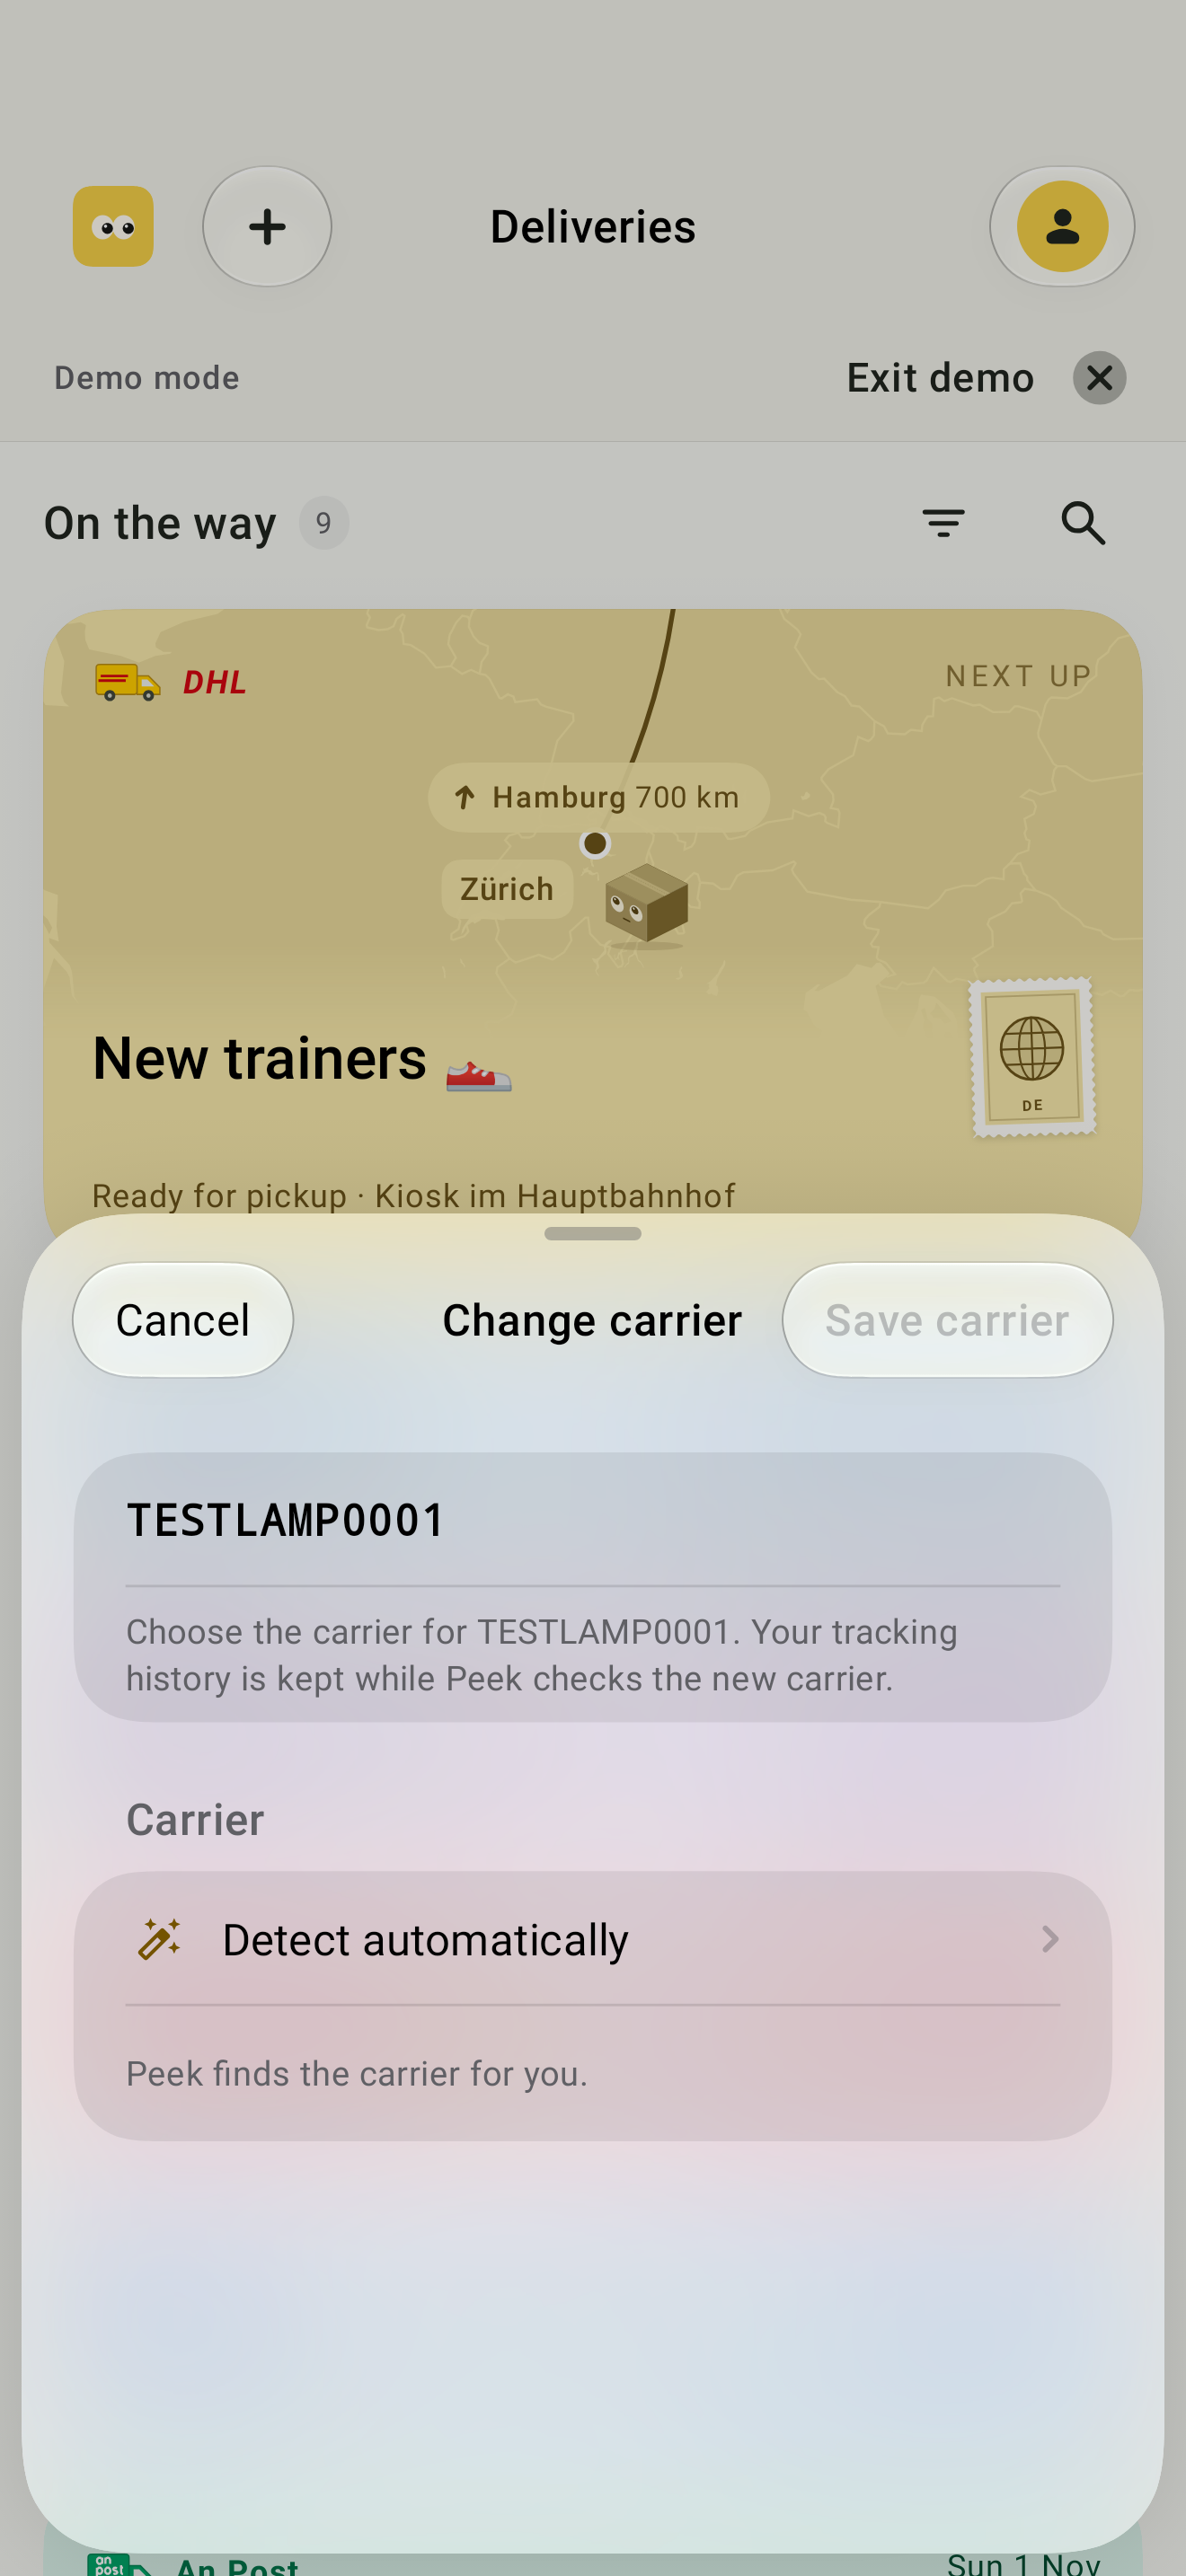 Deliveries
Demo mode
Exit demo
On the way 9
DHL
NEXT UP
Hamburg 700 km
Zürich
New trainers
DE
Ready for pickup · Kiosk im Hauptbahnhof
Cancel
Change carrier
Save carrier
TESTLAMP0001
Choose the carrier for TESTLAMP0001. Your tracking
history is kept while Peek checks the new carrier.
Carrier
Detect automatically
Peek finds the carrier for you.
an
post
An Post
Sun 1 Nov